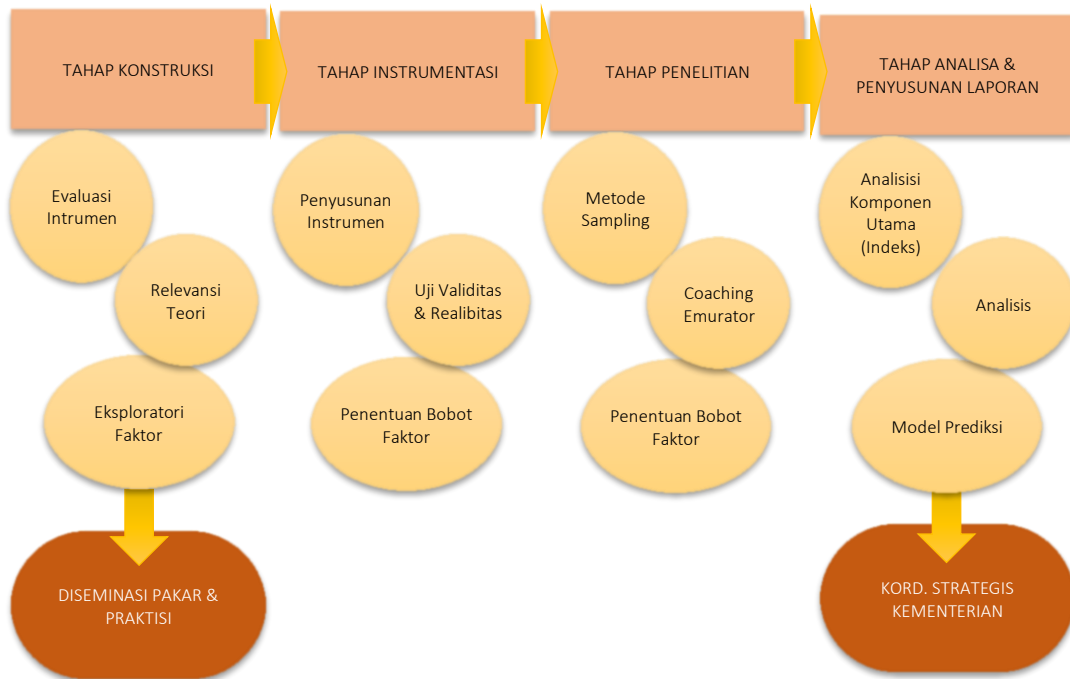 TAHAP KONSTRUKSI
TAHAP INSTRUMENTASI
TAHAP PENELITIAN
TAHAP ANALISA &
PENYUSUNAN LAPORAN
Evaluasi
Intrumen
Relevansi
Teori
Eksploratori
Faktor
DISEMINASI PAKAR &
PRAKTISI
Penyusunan
Instrumen
Uji Validitas
& Realibitas
Penentuan Bobot
Faktor
Metode
Sampling
Coaching
Emurator
Penentuan Bobot
Faktor
Analisisi
Komponen
Utama
(Indeks)
Analisis
Model Prediksi
KORD. STRATEGIS
KEMENTERIAN